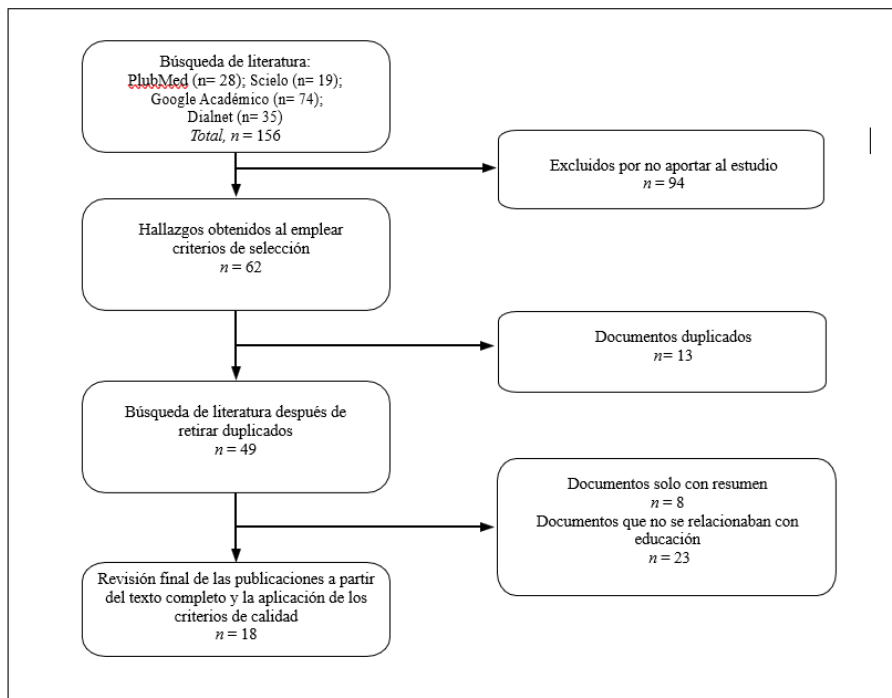 Búsqueda de literatura:
PlubMed (n= 28); Scielo (n= 19);
Google Académico (n= 74);
Dialnet (n= 35)
Total, n = 156
Excluidos por no aportar al estudio
n = 94
Hallazgos obtenidos al emplear
criterios de selección
n = 62
Documentos duplicados
n= 13
Búsqueda de literatura después de
retirar duplicados
n = 49
Documentos solo con resumen
n = 8
Documentos que no se relacionaban con
educación
n = 23
Revisión final de las publicaciones a partir
del texto completo y la aplicación de los
criterios de calidad
n = 18